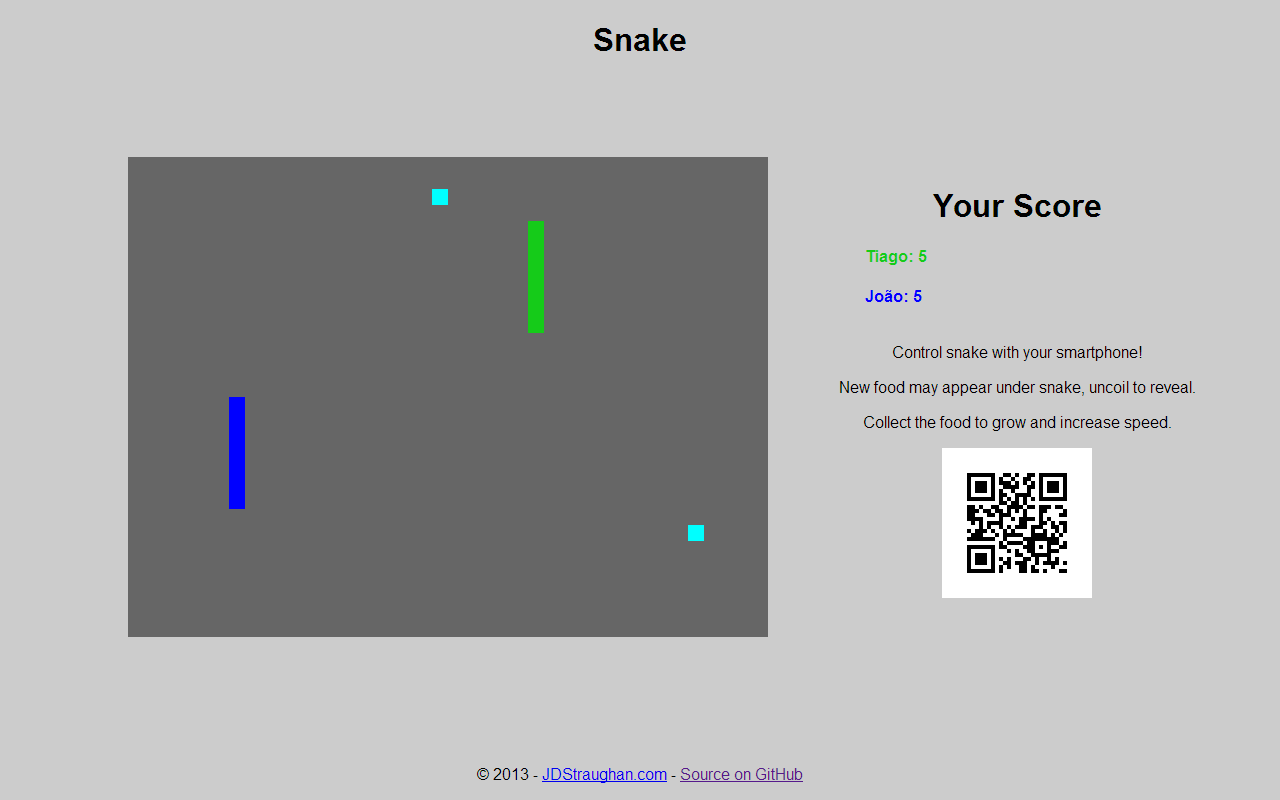 Snake
Your Score
Tiago: 5
João: 5
Control snake with your smartphone!
New food may appear under snake, uncoil to reveal.
Collect the food to grow and increase speed.
© 2013 - JDStraughan.com - Source on GitHub